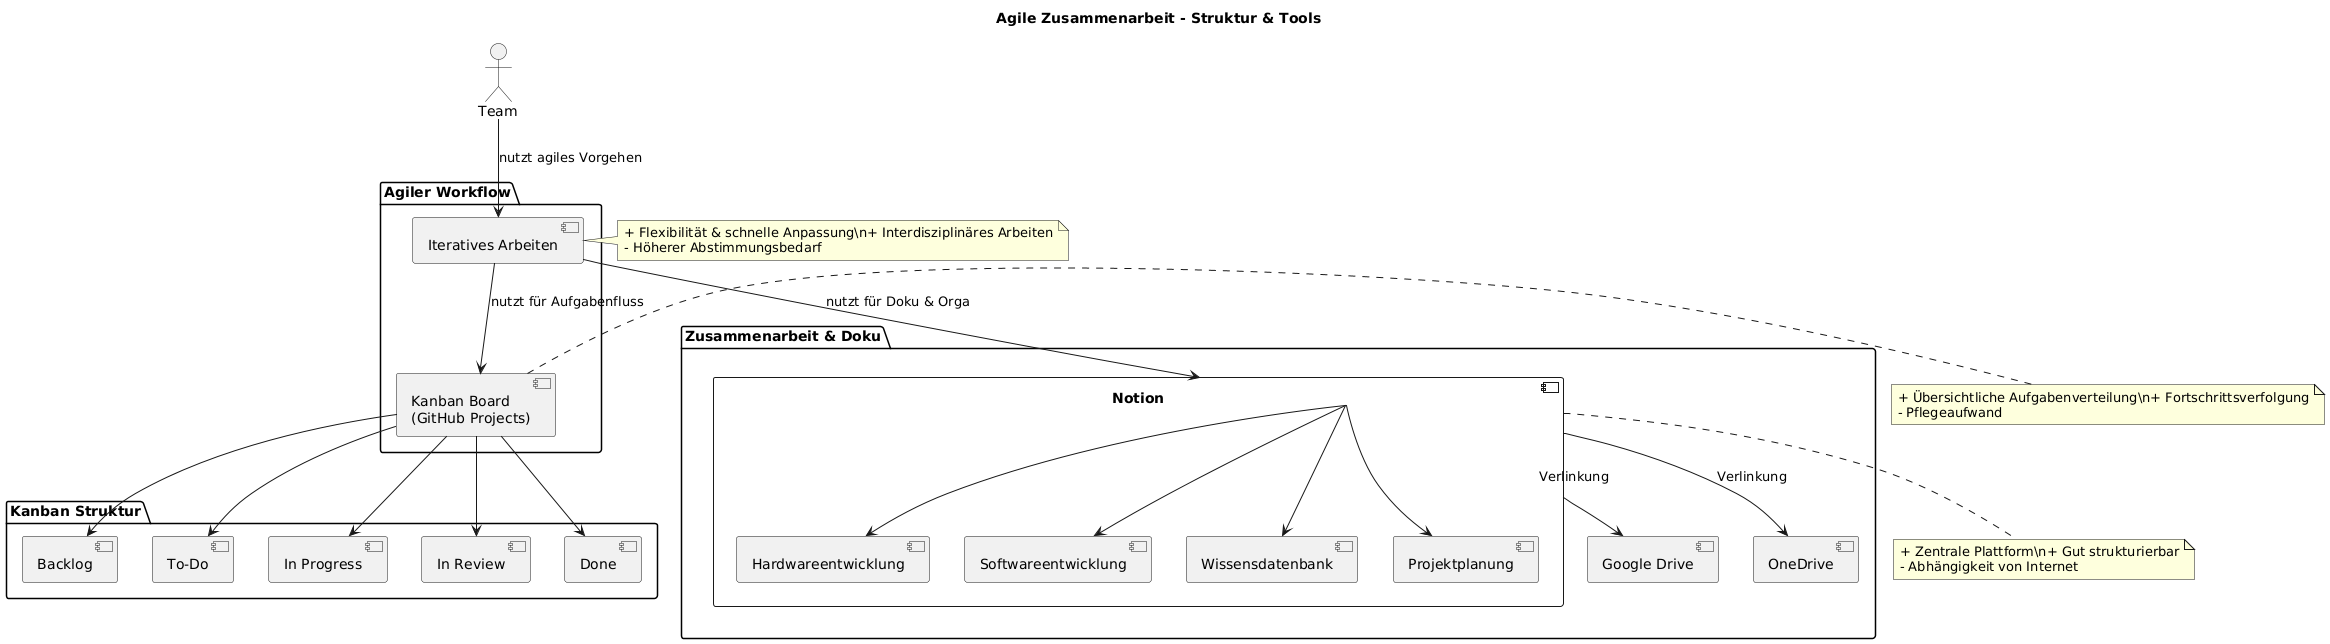 Agile Zusammenarbeit - Struktur & Tools
Team
nutzt agiles Vorgehen
Agiler Workflow
Iteratives Arbeiten
+ Flexibilität & schnelle Anpassung\n+ Interdisziplinäres Arbeiten
- Höherer Abstimmungsbedarf
nutzt für Aufgabenfluss
nutzt für Doku & Orga
Kanban Board
(GitHub Projects)
Zusammenarbeit & Doku
Notion
+ Übersichtliche Aufgabenverteilung\n+ Fortschrittsverfolgung
- Pflegeaufwand
Verlinkung
Verlinkung
Kanban Struktur
Backlog
To-Do
In Progress
In Review
Done
Hardwareentwicklung
Softwareentwicklung
Wissensdatenbank
Projektplanung
Google Drive
OneDrive
+ Zentrale Plattform\n+ Gut strukturierbar
- Abhängigkeit von Internet